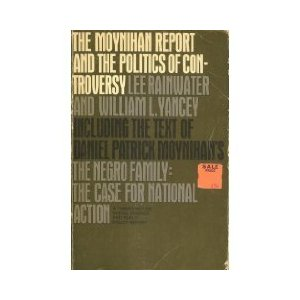 THE MOYNIHAN REPORT
AND THE POLITICS OF CON-
TROVERSY LEE RAINWATER
AND WILLIAM L. YANCEY
INCLUDING THE TEXT OF
DANIEL PATRICK MOYNIHAN'S
THE NEGRO FAMILY:
THE CASE FOR NATIONAL
ACTION
SALE